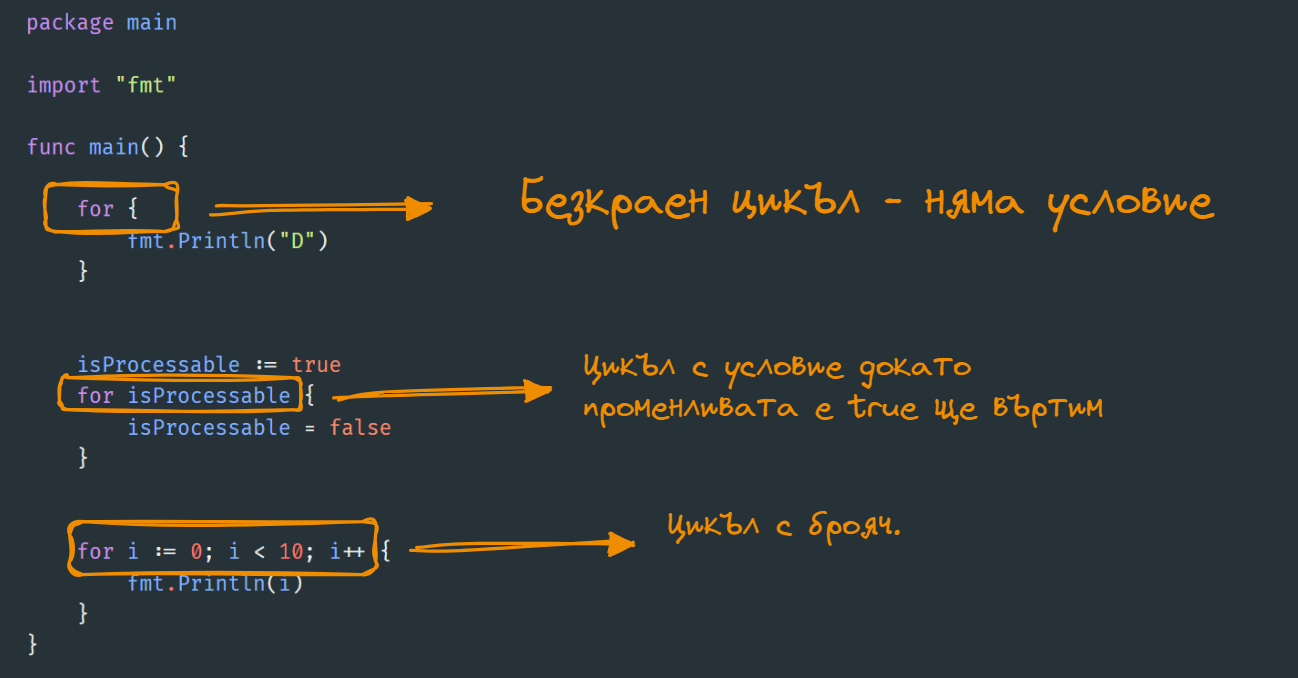 package main
import "fmt"
func main() {
for {
Безкраен цикъл - няма условие
fmt.Println("D")
}
isProcessable := true
Цикъл с условие докато
for isProcessable {
променливата е true ще въртим
isProcessable = false
}
Цикъл с брояч.
for i := 0; i < 10; i++ {
fmt.Println(i)
}
}